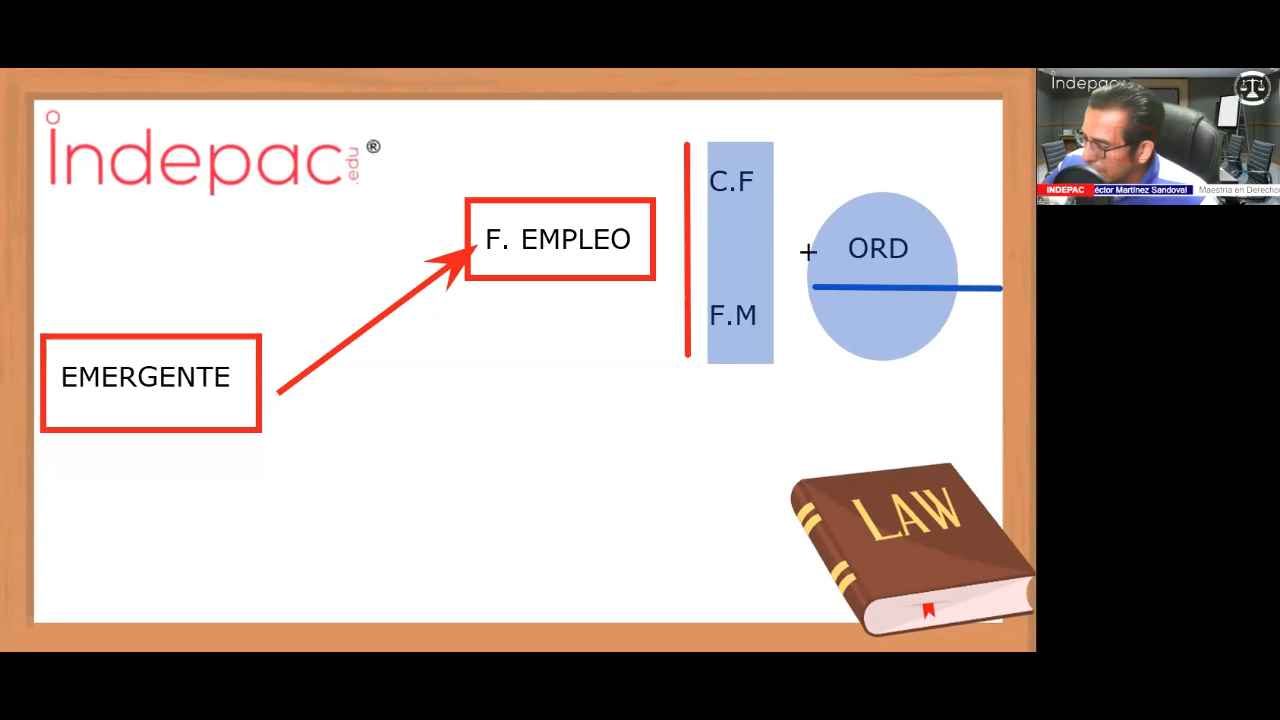 indepac .edu ®
C.F
F. EMPLEO
+ ORD
F.M
EMERGENTE
LAW
Indepac
INDEPAC éctor Martínez Sandoval Maestría en Derecho